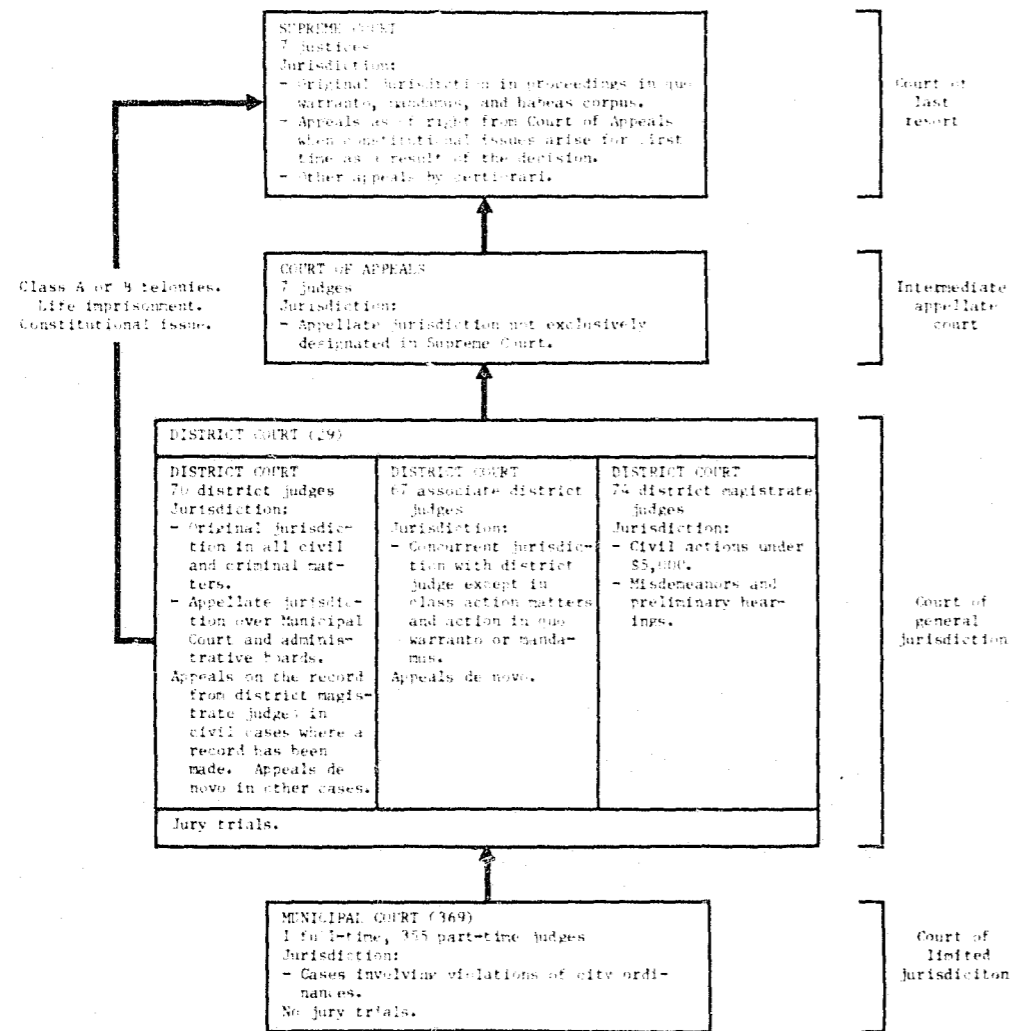 SUPREME COURT
7 justices
Jurisdiction:
- Original jurisdiction in proceedings in quo
warranto, mandamus, and habeas corpus.
- Appeals as of right from Court of Appeals
when constitutional issues arise for first
time as a result of the decision.
- Other appeals by certiorari.
Court of
last
resort
Class A or B felonies.
Life imprisonment.
Constitutional issue.
COURT OF APPEALS
7 judges
Jurisdiction:
- Appellate jurisdiction not exclusively
designated in Supreme Court.
Intermediate
appellate
court
DISTRICT COURT (29)
DISTRICT COURT
70 district judges
Jurisdiction:
- Original jurisdic-
tion in all civil
and criminal mat-
ters.
- Appellate jurisdic-
tion over Municipal
Court and adminis-
trative boards.
Appeals on the record
from district magis-
trate judges in
civil cases where a
record has been
made. Appeals de
novo in other cases.
DISTRICT COURT
67 associate district
judges
Jurisdiction:
- Concurrent jurisdic-
tion with district
judge except in
class action matters
and action in quo
warranto or manda-
mus.
Appeals de novo.
DISTRICT COURT
74 district magistrate
judges
Jurisdiction:
- Civil actions under
$5,000.
- Misdemeanors and
preliminary hear-
ings.
Jury trials.
Court of
general
jurisdiction
MUNICIPAL COURT (369)
1 full-time, 355 part-time judges
Jurisdiction:
- Cases involving violations of city ordi-
nances.
No jury trials.
Court of
limited
jurisdiciton